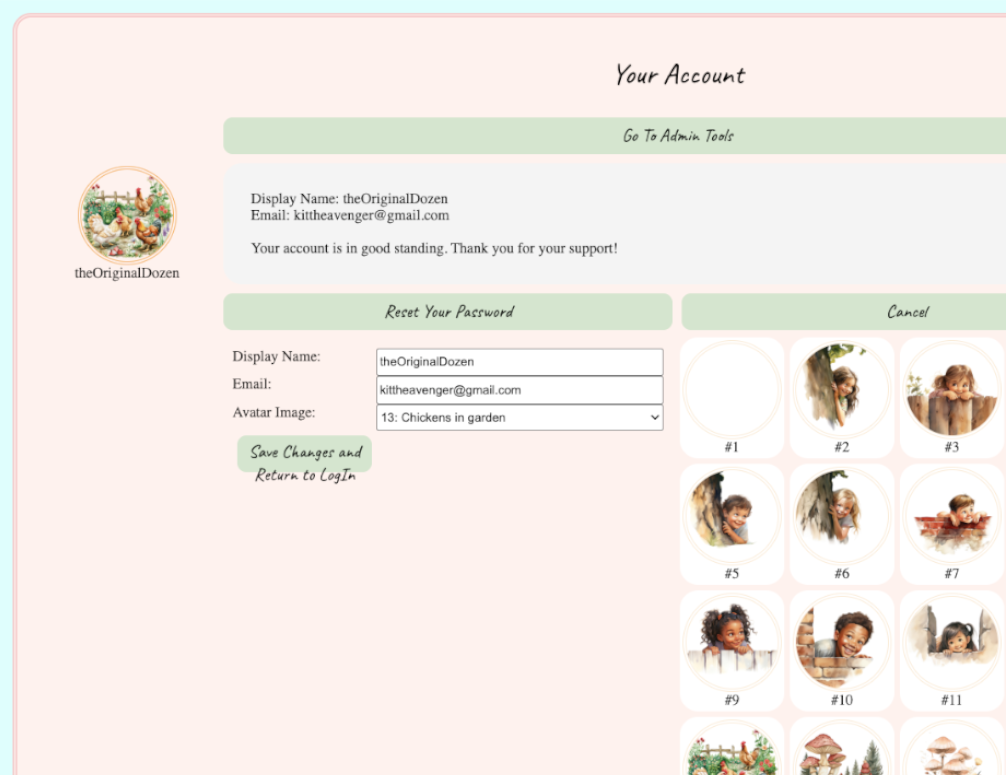 Your Account
Go To Admin Tools
Display Name: theOriginalDozen
Email: kittheavenger@gmail.com
Your account is in good standing. Thank you for your support!
theOriginalDozen
Reset Your Password
Cancel
Display Name:
theOriginalDozen
Email:
kittheavenger@gmail.com
Avatar Image:
13: Chickens in garden
Save Changes and
Return to LogIn
#1
#2
#3
#5
#6
#7
#9
#10
#11